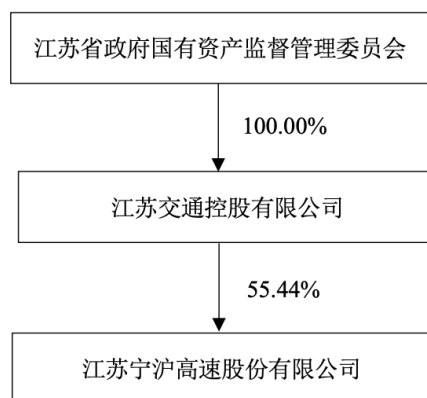 江苏省政府国有资产监督管理委员会
100.00%
江苏交通控股有限公司
55.44%
江苏宁沪高速股份有限公司